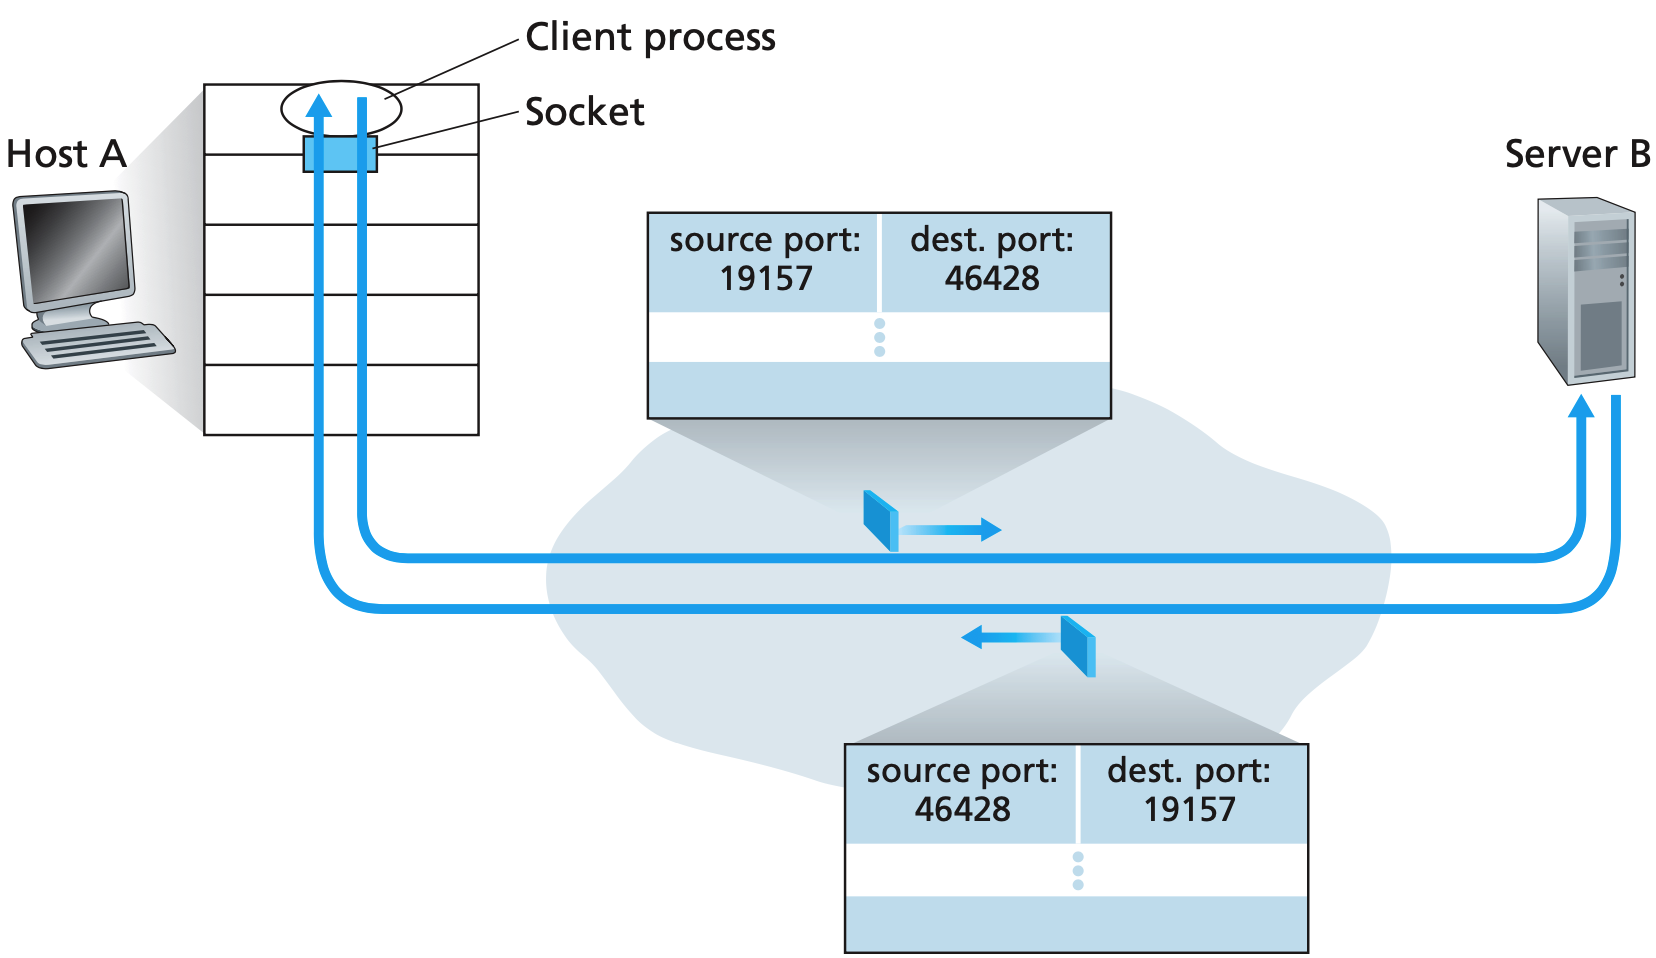 Client process
Socket
Host A
Server B
source port:
19157
dest. port:
46428
source port:
46428
dest. port:
19157